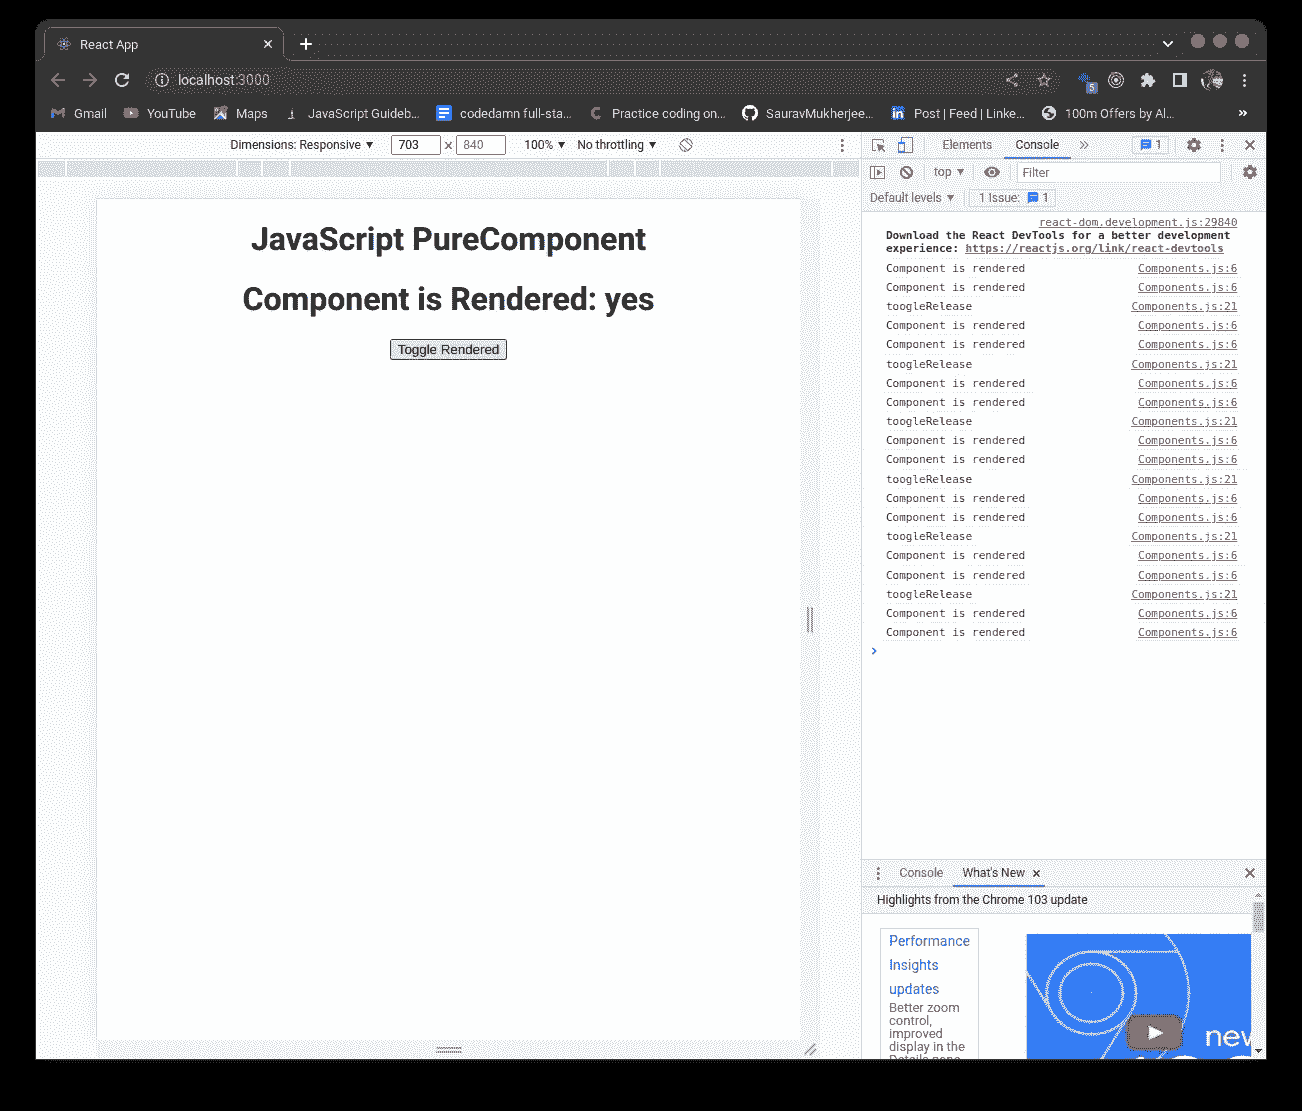 React App
localhost:3000
5
Gmail YouTube Maps JavaScript Guideb... codedamn full-sta... Practice coding on... SauravMukherjee... Post | Feed | Linke... 100m Offers by Al... »
Dimensions: Responsive ▼ 703 x 840 100% ▼ No throttling ▼
JavaScript PureComponent
Component is Rendered: yes
Toggle Rendered
Elements Console » 1
top ▼ Filter
Default levels ▼ 1 Issue: 1
react-dom.development.js:29840
Download the React DevTools for a better development
experience: https://reactjs.org/link/react-devtools
Component is rendered Components.js:6
Component is rendered Components.js:6
toogleRelease Components.js:21
Component is rendered Components.js:6
Component is rendered Components.js:6
toogleRelease Components.js:21
Component is rendered Components.js:6
Component is rendered Components.js:6
toogleRelease Components.js:21
Component is rendered Components.js:6
Component is rendered Components.js:6
toogleRelease Components.js:21
Component is rendered Components.js:6
Component is rendered Components.js:6
toogleRelease Components.js:21
Component is rendered Components.js:6
Component is rendered Components.js:6
toogleRelease Components.js:21
Component is rendered Components.js:6
Component is rendered Components.js:6
Console What's New
Highlights from the Chrome 103 update
Performance
Insights
updates
Better zoom
control,
improved
display in the
new